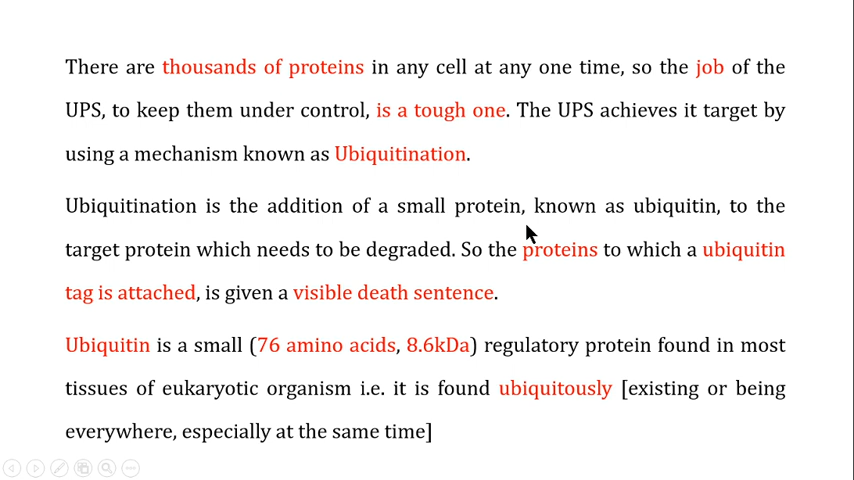 There are thousands of proteins in any cell at any one time, so the job of the
UPS, to keep them under control, is a tough one. The UPS achieves it target by
using a mechanism known as Ubiquitination.
Ubiquitination is the addition of a small protein, known as ubiquitin, to the
target protein which needs to be degraded. So the proteins to which a ubiquitin
tag is attached, is given a visible death sentence.
Ubiquitin is a small (76 amino acids, 8.6kDa) regulatory protein found in most
tissues of eukaryotic organism i.e. it is found ubiquitously [existing or being
everywhere, especially at the same time]